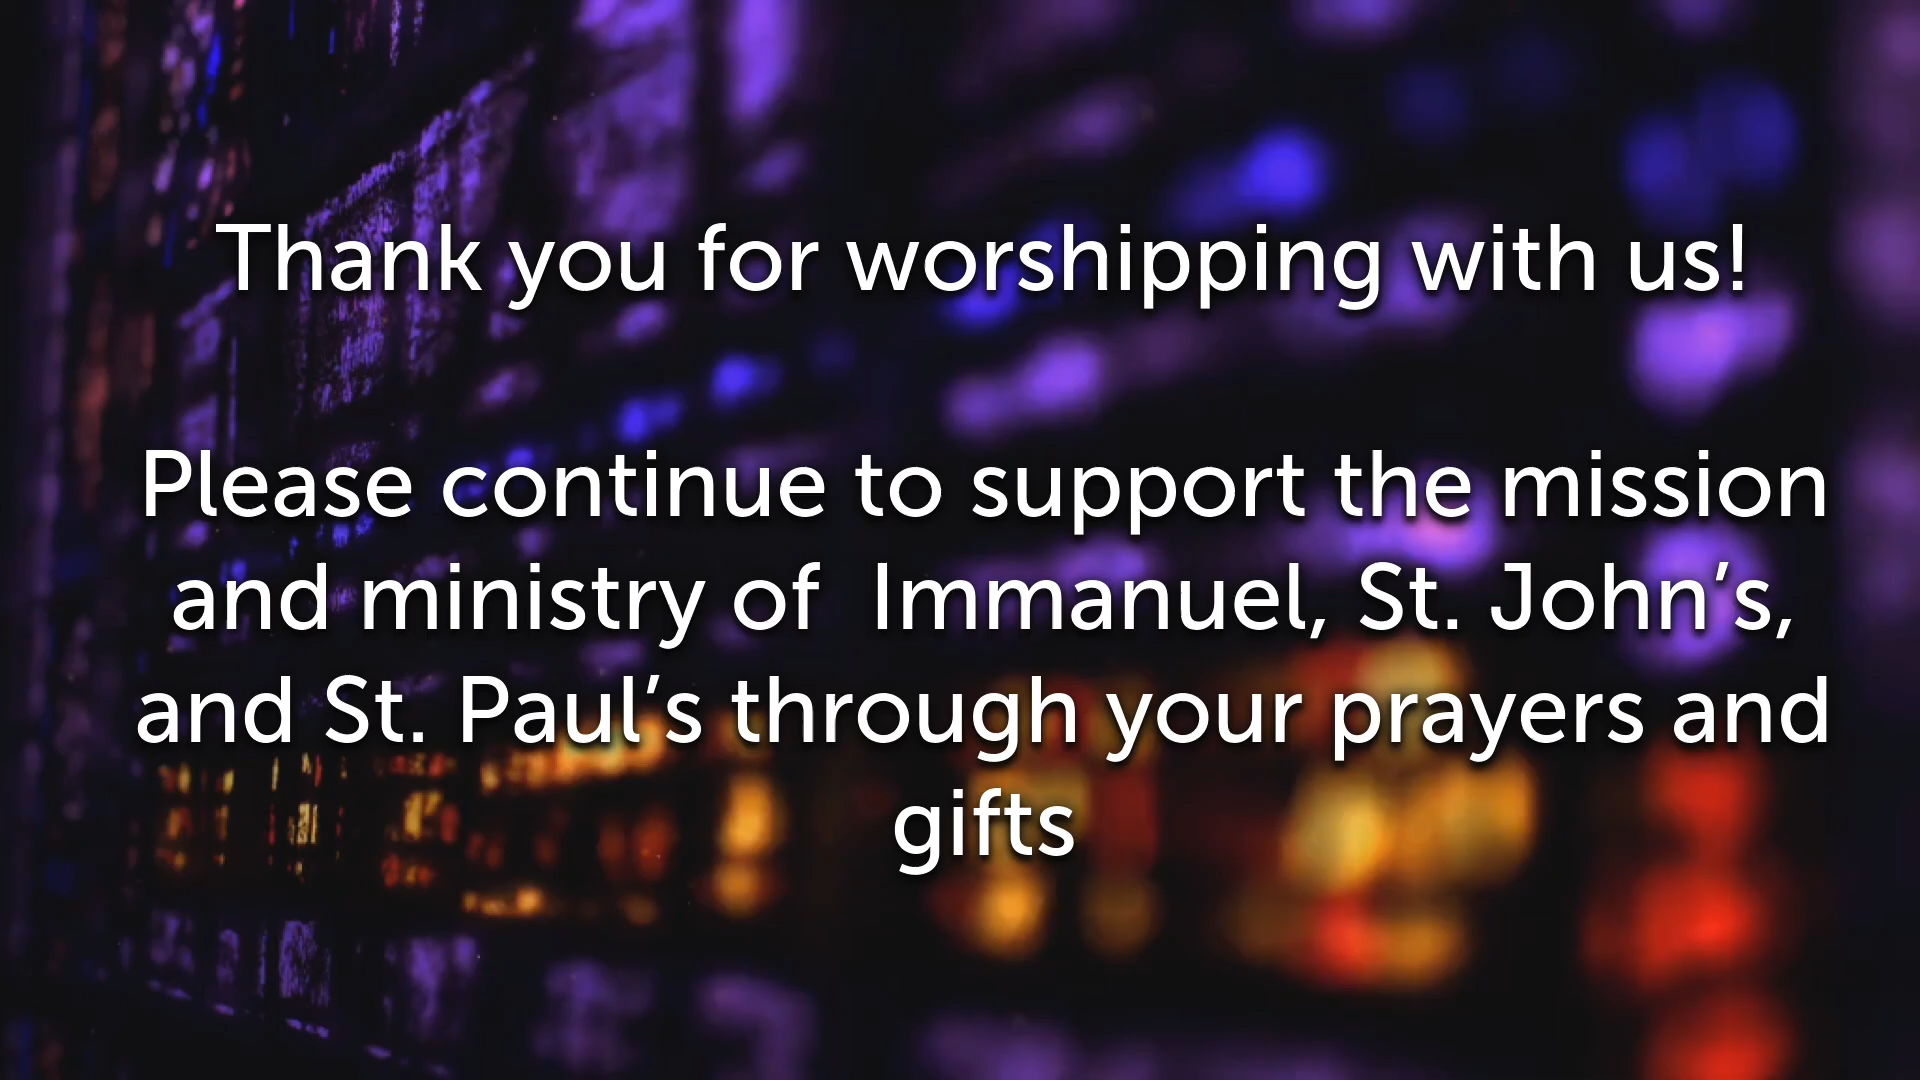 Thank you for worshipping with us!
Please continue to support the mission
and ministry of  Immanuel, St. John’s,
and St. Paul’s through your prayers and
gifts